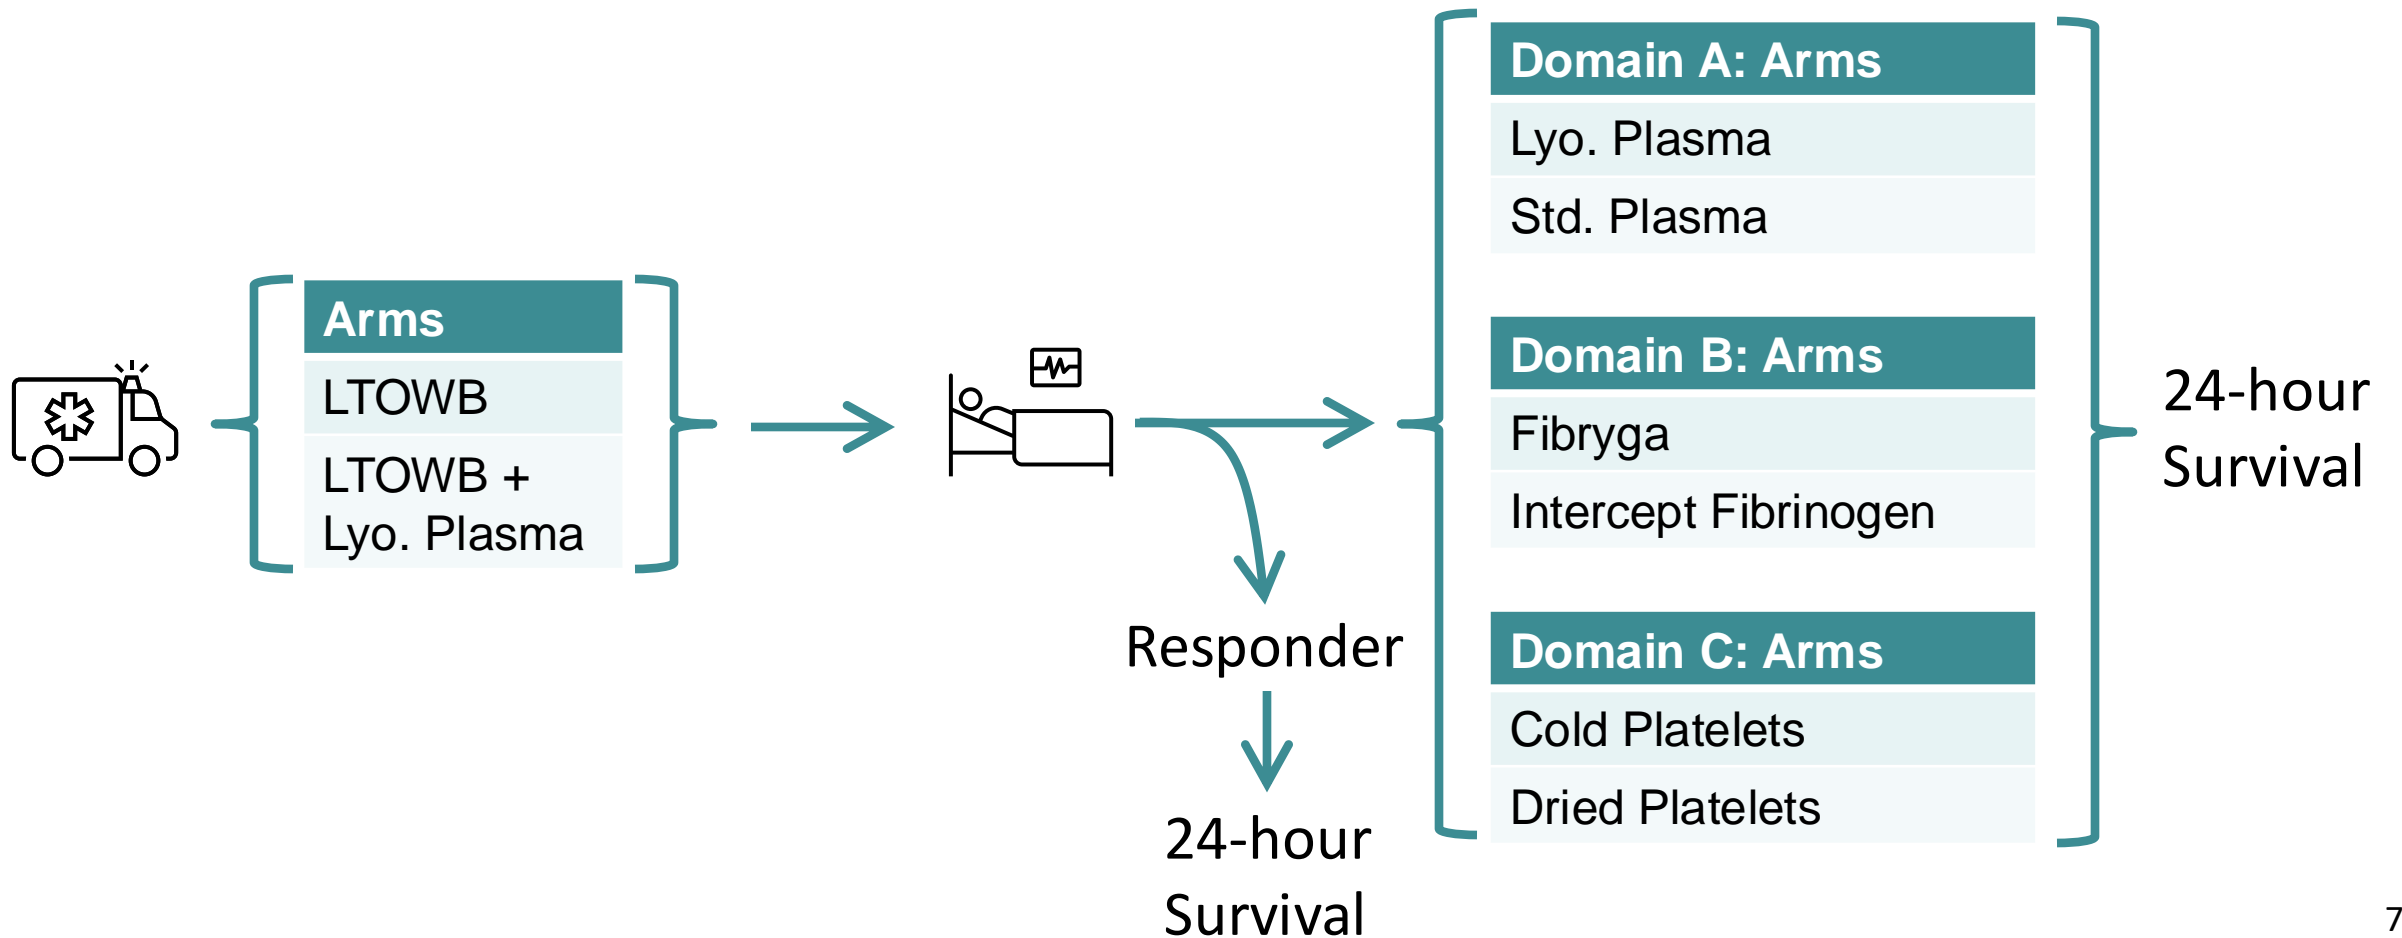 Arms
LTOWB
LTOWB +
Lyo. Plasma
Responder
24-hour
Survival
Domain A: Arms
Lyo. Plasma
Std. Plasma
Domain B: Arms
Fibryga
Intercept Fibrinogen
Domain C: Arms
Cold Platelets
Dried Platelets
24-hour
Survival
7